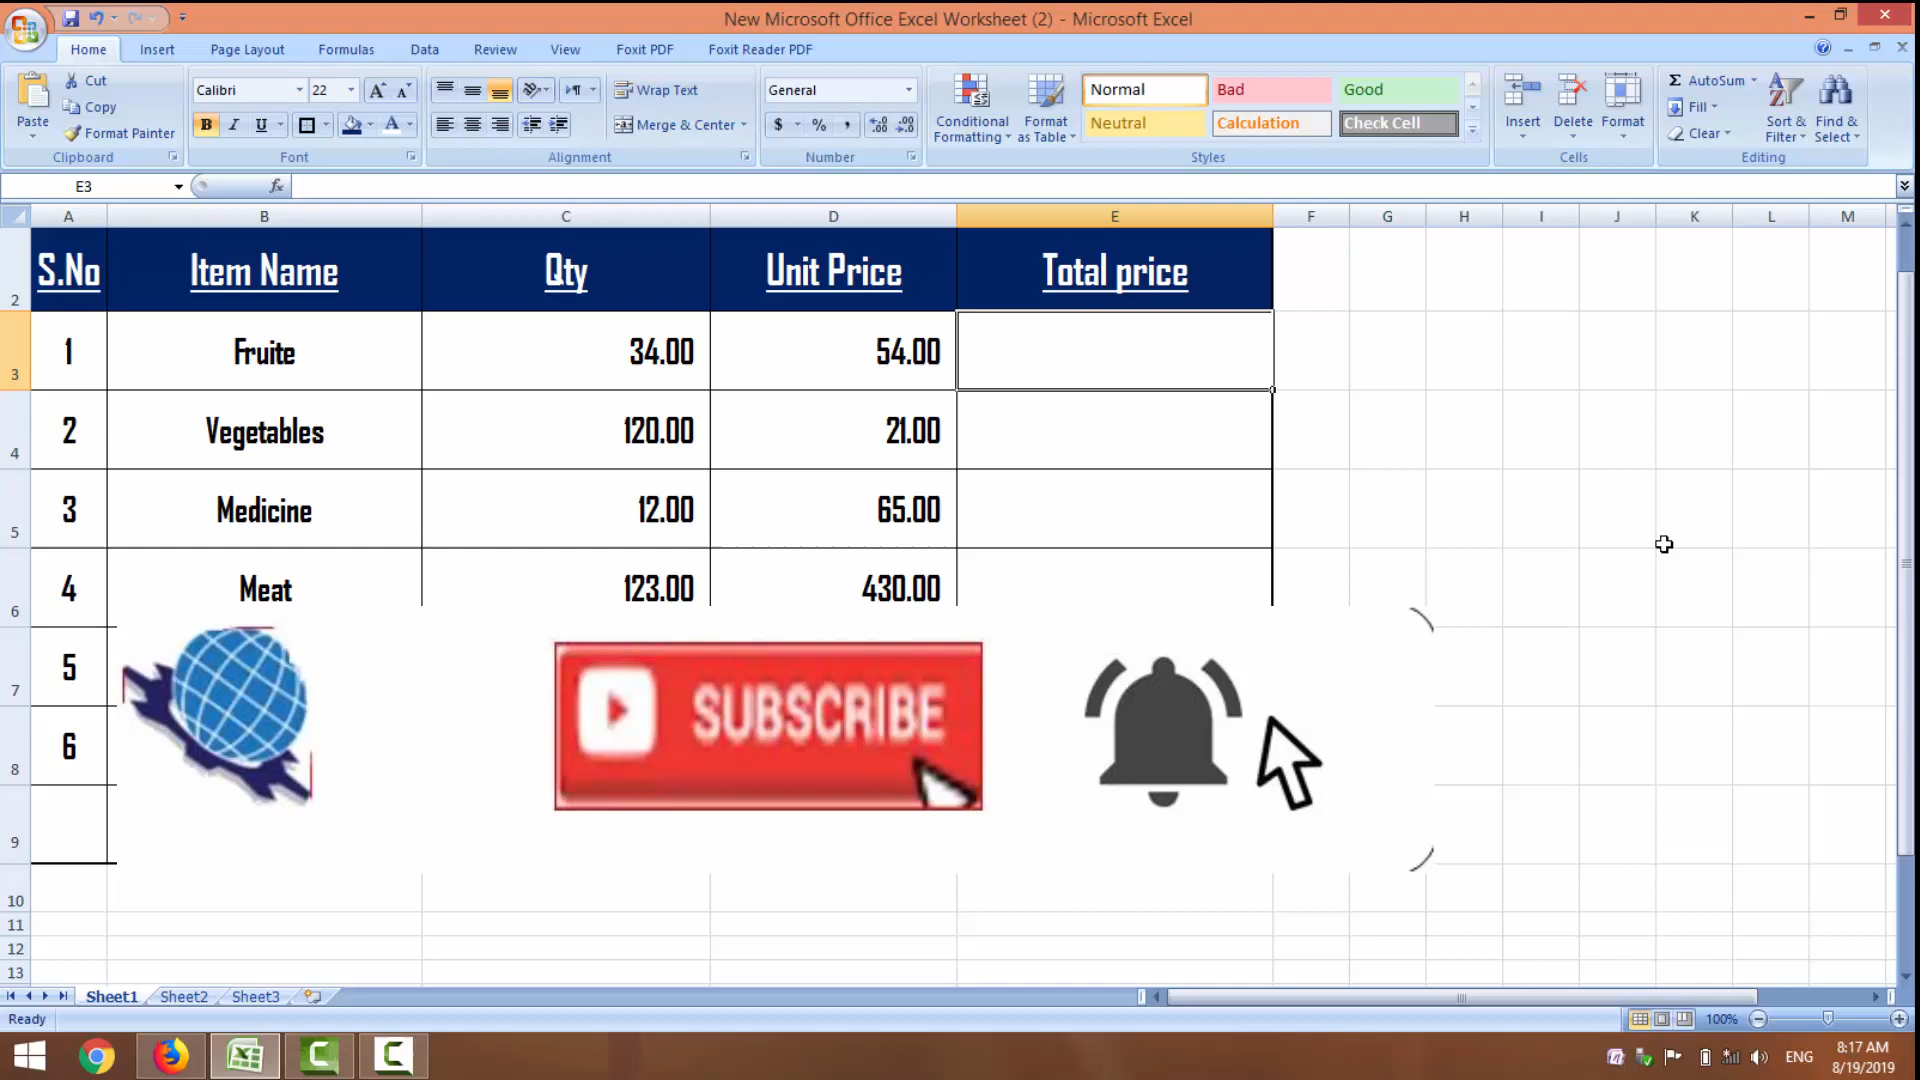 New Microsoft Office Excel Worksheet (2) - Microsoft Excel
Home Insert Page Layout Formulas Data Review View Foxit PDF Foxit Reader PDF
Paste
Cut
Copy
Format Painter
Clipboard
Calibri 22
B I U A
Font
Wrap Text
Merge & Center
Alignment
General
$ % ,
Number
Conditional Formatting
Format as Table
Normal Bad Good
Neutral Calculation Check Cell
Styles
Insert Delete Format
Cells
Σ AutoSum
Fill
Clear
Sort & Filter
Find & Select
Editing
E3 fx
A B C D E F G H I J K L M
2 S.No Item Name Qty Unit Price Total price
3 1 Fruite 34.00 54.00
4 2 Vegetables 120.00 21.00
5 3 Medicine 12.00 65.00
6 4 Meat 123.00 430.00
7 5
8 6
SUBSCRIBE
9
10
11
12
13
Sheet1 Sheet2 Sheet3
Ready 100%
ENG 8:17 AM
8/19/2019